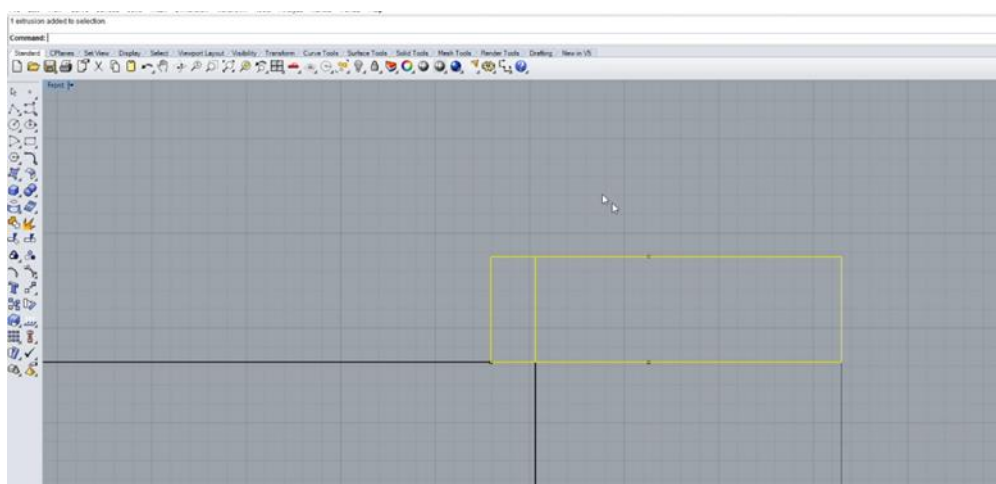 1 extrusion added to selection.
Command:
Standard CPlanes Set View Display Select Viewport Layout Visibility Transform Curve Tools Surface Tools Solid Tools Mesh Tools Render Tools Drafting New in V5
Front